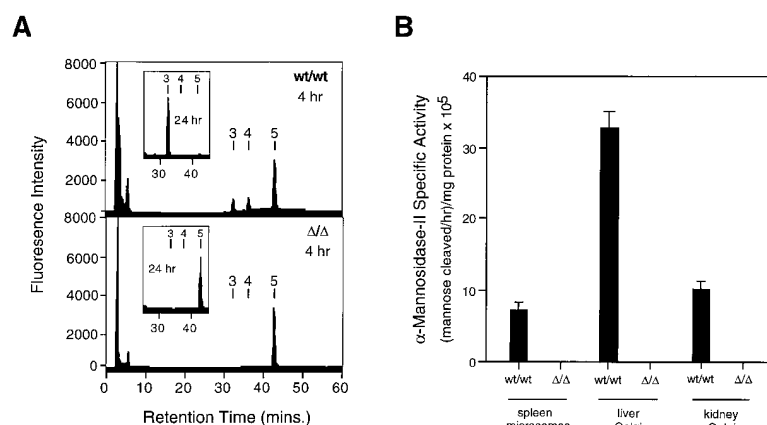 A
8000
6000
4000
2000
0
8000
6000
4000
2000
0
Fluoresence Intensity
wt/wt
4 hr
3 4 5
24 hr
30 40
3 4 5
Δ/Δ
4 hr
3 4 5
24 hr
30 40
3 4 5
0 10 20 30 40 50 60
Retention Time (mins.)
B
α-Mannosidase-II Specific Activity
(mannose cleaved/hr)/mg protein x 10⁵
40
30
20
10
0
wt/wt Δ/Δ wt/wt Δ/Δ wt/wt Δ/Δ
spleen liver kidney